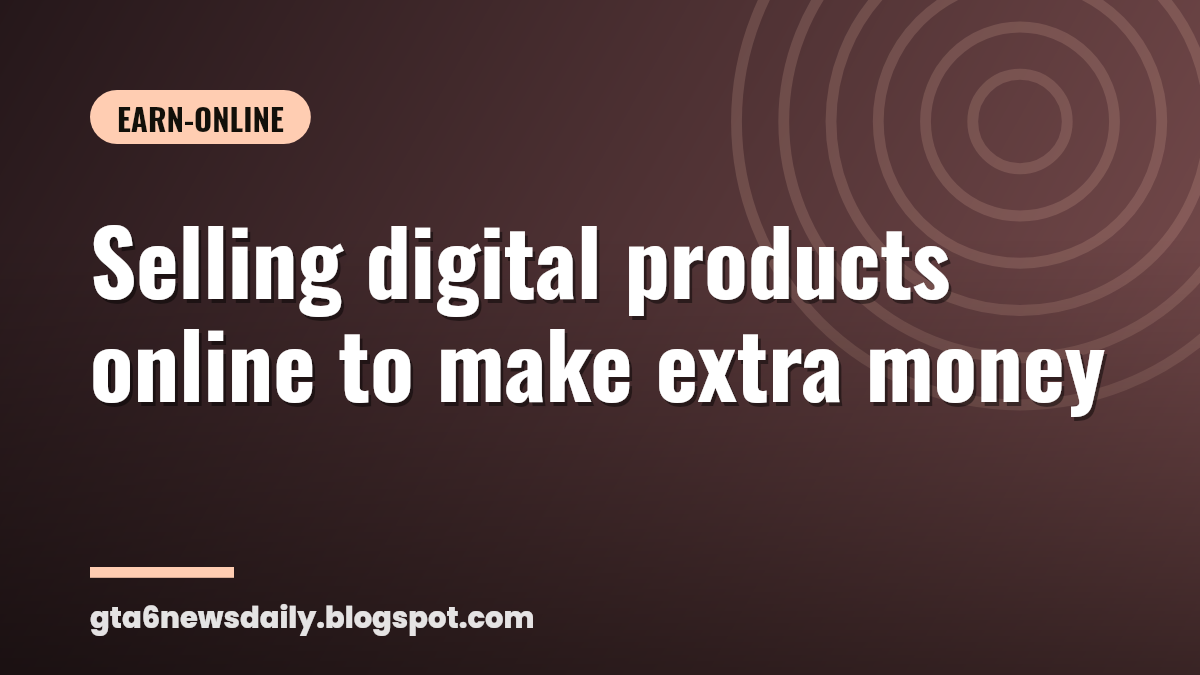 EARN-ONLINE
Selling digital products
online to make extra money
gta6newsdaily.blogspot.com